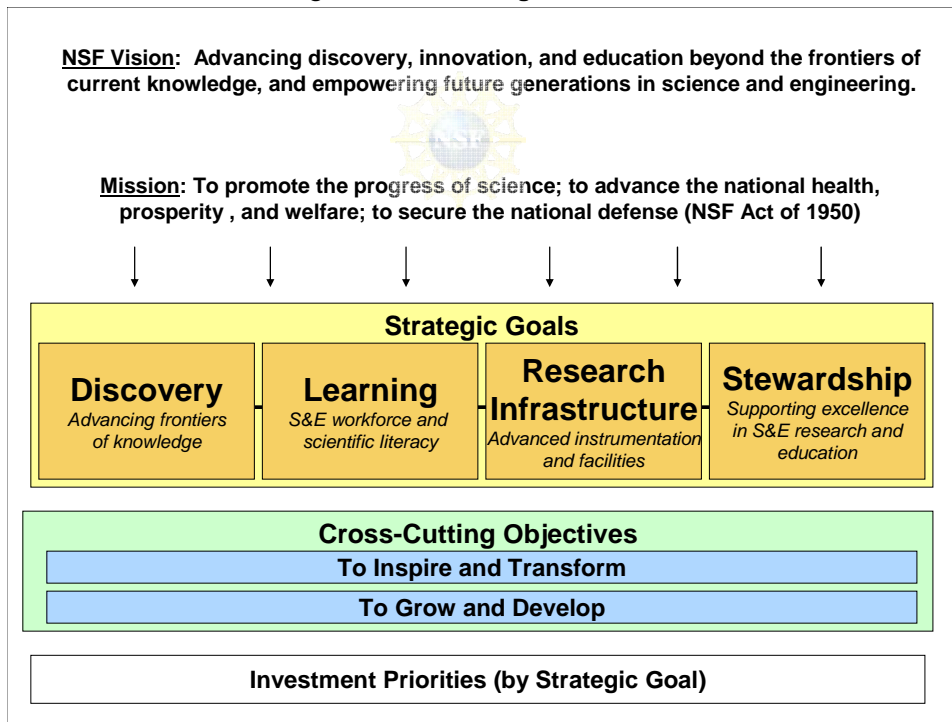 NSF Vision: Advancing discovery, innovation, and education beyond the frontiers of
current knowledge, and empowering future generations in science and engineering.
NSF
Mission: To promote the progress of science; to advance the national health,
prosperity , and welfare; to secure the national defense (NSF Act of 1950)
Strategic Goals
Discovery
Advancing frontiers
of knowledge
Learning
S&E workforce and
scientific literacy
Research
Infrastructure
Advanced instrumentation
and facilities
Stewardship
Supporting excellence
in S&E research and
education
Cross-Cutting Objectives
To Inspire and Transform
To Grow and Develop
Investment Priorities (by Strategic Goal)